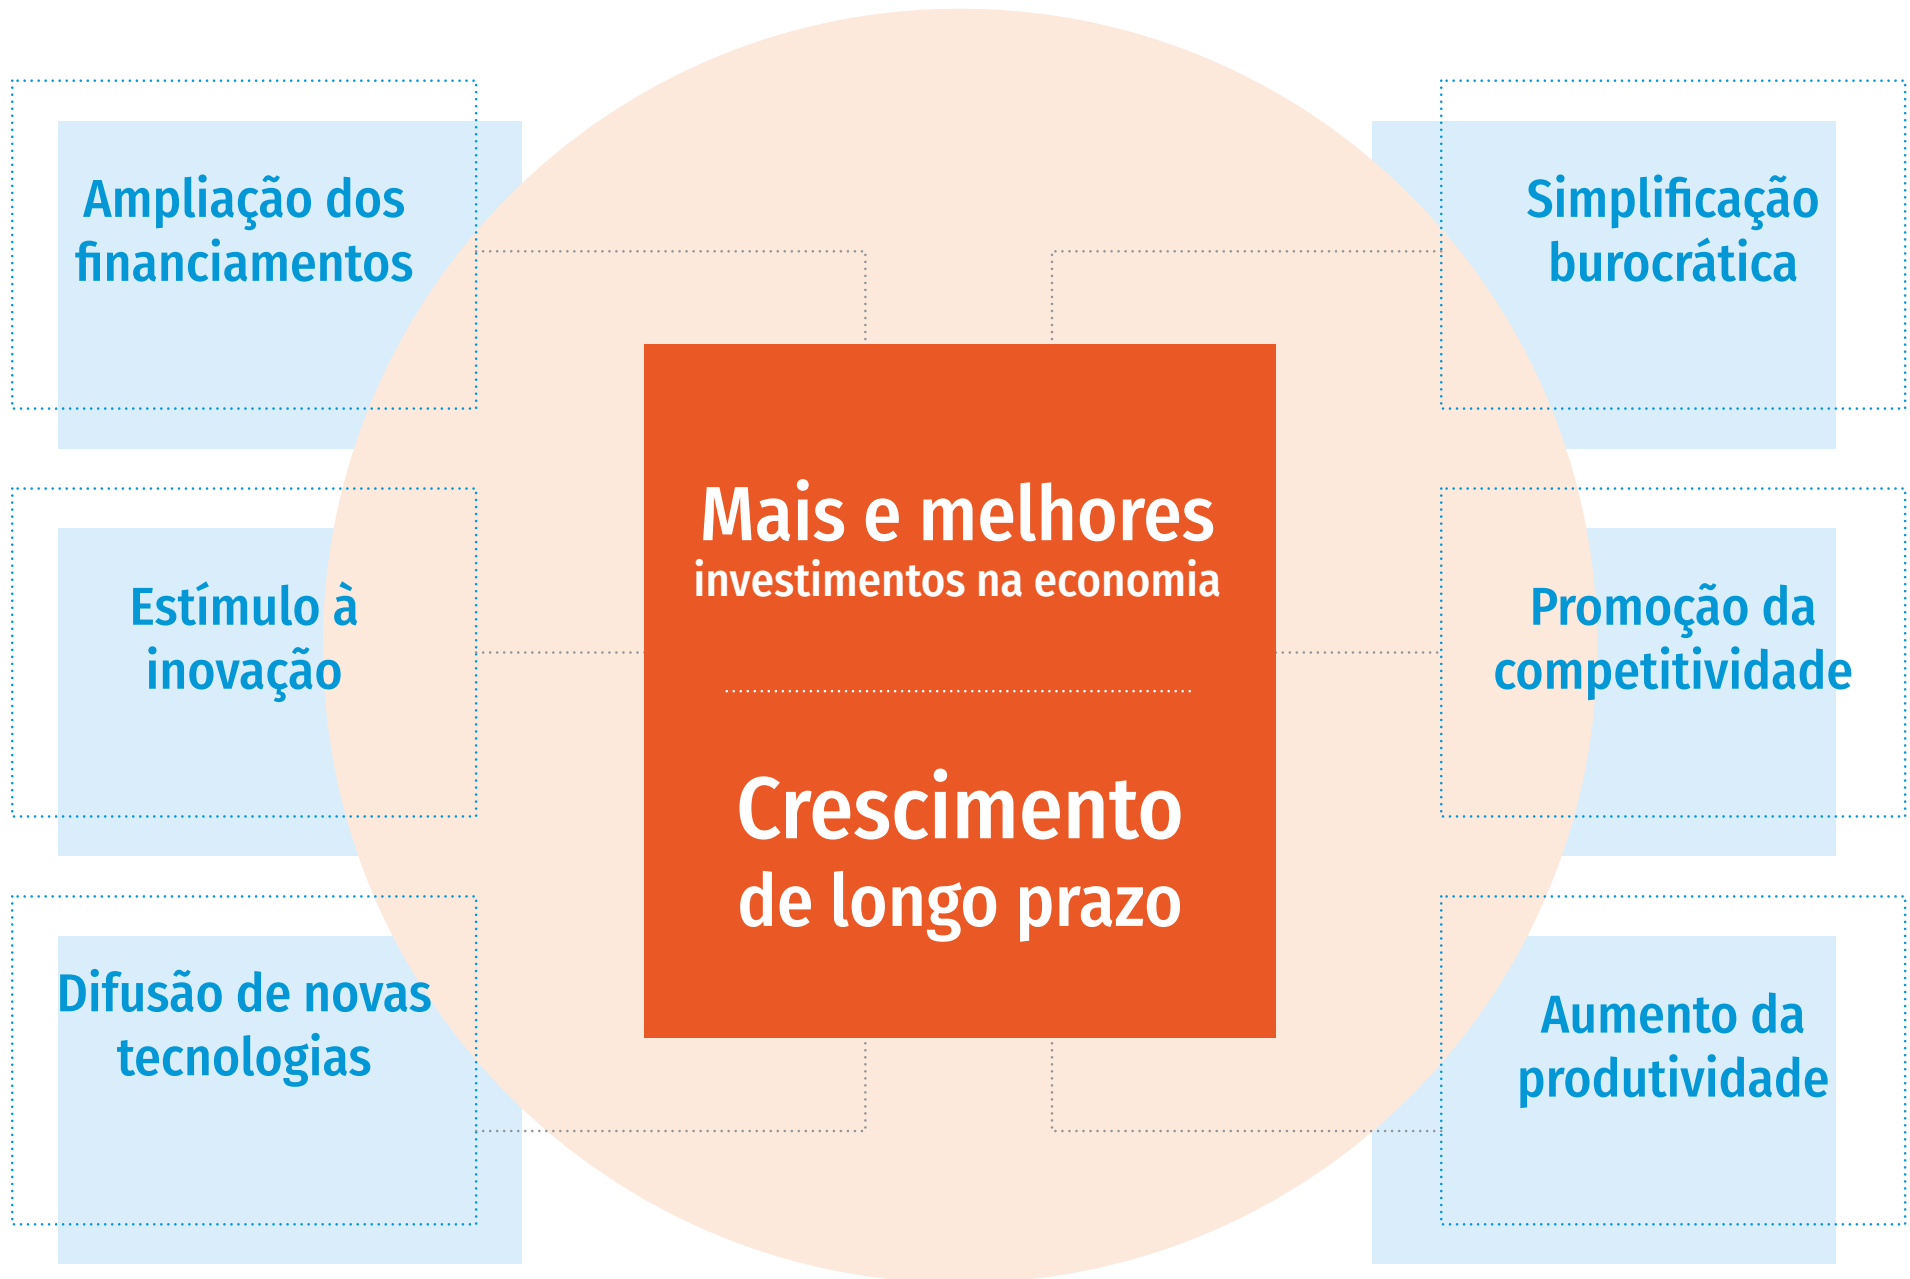 Ampliação dos
financiamentos
Estímulo à
inovação
Difusão de novas
tecnologias
Mais e melhores
investimentos na economia
Crescimento
de longo prazo
Simplificação
burocrática
Promoção da
competitividade
Aumento da
produtividade